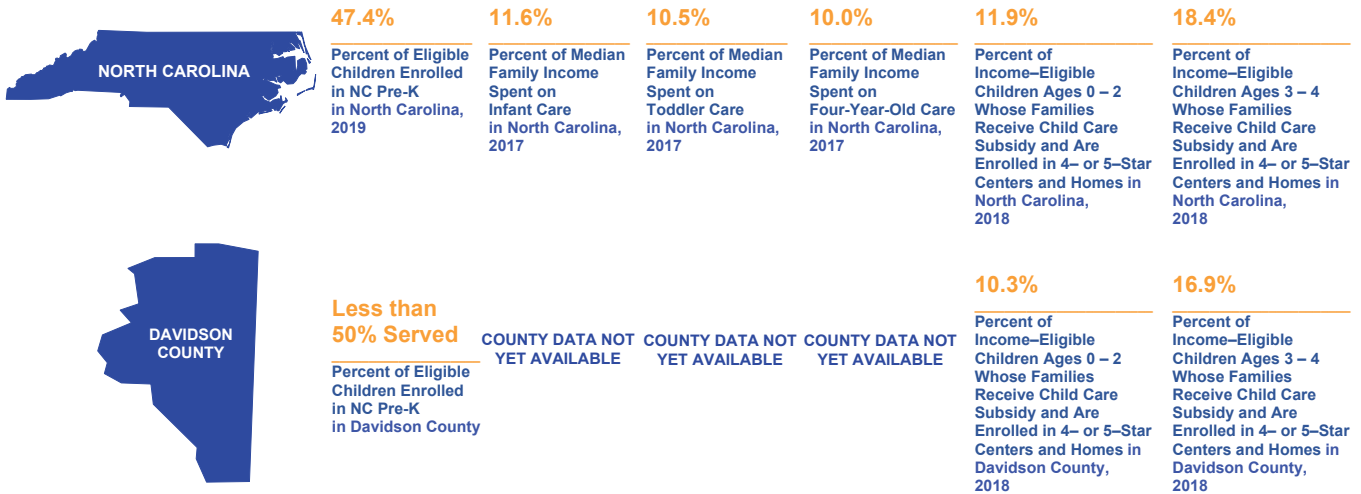 NORTH CAROLINA
47.4%
Percent of Eligible
Children Enrolled
in NC Pre-K
in North Carolina,
2019
11.6%
Percent of Median
Family Income
Spent on
Infant Care
in North Carolina,
2017
10.5%
Percent of Median
Family Income
Spent on
Toddler Care
in North Carolina,
2017
10.0%
Percent of Median
Family Income
Spent on
Four-Year-Old Care
in North Carolina,
2017
11.9%
Percent of
Income–Eligible
Children Ages 0 – 2
Whose Families
Receive Child Care
Subsidy and Are
Enrolled in 4– or 5–Star
Centers and Homes in
North Carolina,
2018
18.4%
Percent of
Income–Eligible
Children Ages 3 – 4
Whose Families
Receive Child Care
Subsidy and Are
Enrolled in 4– or 5–Star
Centers and Homes in
North Carolina,
2018
DAVIDSON
COUNTY
Less than
50% Served
Percent of Eligible
Children Enrolled
in NC Pre-K
in Davidson County
COUNTY DATA NOT
YET AVAILABLE
COUNTY DATA NOT
YET AVAILABLE
COUNTY DATA NOT
YET AVAILABLE
10.3%
Percent of
Income–Eligible
Children Ages 0 – 2
Whose Families
Receive Child Care
Subsidy and Are
Enrolled in 4– or 5–Star
Centers and Homes in
Davidson County,
2018
16.9%
Percent of
Income–Eligible
Children Ages 3 – 4
Whose Families
Receive Child Care
Subsidy and Are
Enrolled in 4– or 5–Star
Centers and Homes in
Davidson County,
2018